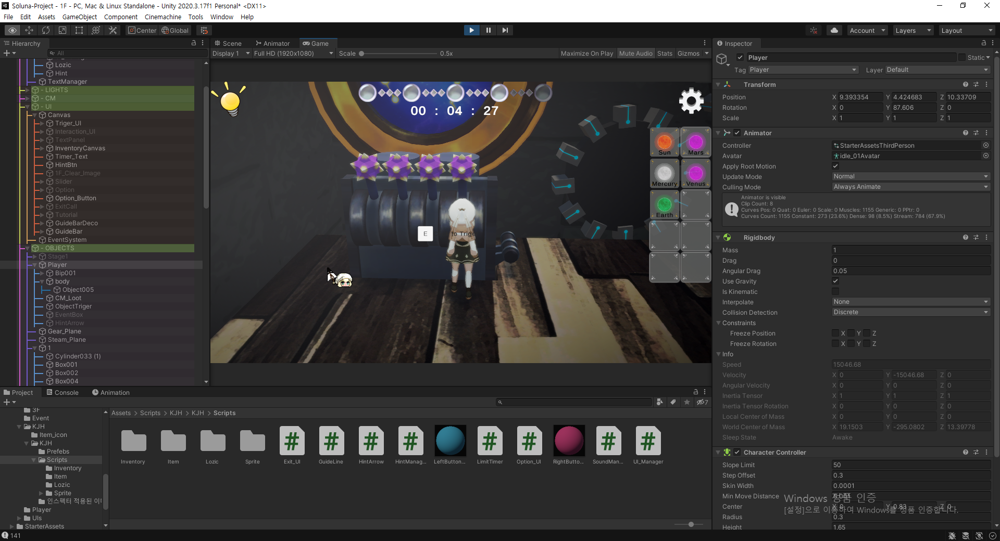 Soluna-Project - 1F - PC, Mac & Linux Standalone - Unity 2020.3.17f1 Personal* <DX11>
File Edit Assets GameObject Component Cinemachine Tools Window Help
Center Global Account Layers Layout
Hierarchy
All
Lozic
Hint
TextManager
- LIGHTS
- CM
- UI
Canvas
Triger_UI
Interaction_UI
TextPanel
InventoryCanvas
Timer_Text
HintBtn
1F_Clear_Image
Slider
Option
Option_Button
ExitCall
Tutorial
GuideBarDeco
GuideBar
EventSystem
- OBJECTS
Stage1
Player
Bip001
body
Object005
CM_Loot
ObjectTriger
EventBox
HintArrow
Gear_Plane
Steam_Plane
1
Cylinder033 (1)
Box001
Box002
Box004
Scene Animator Game
Display 1 Full HD (1920x1080) Scale 0.5x Maximize On Play Mute Audio Stats Gizmos
00 : 04 : 27
Sun Mars
Mercury Venus
Earth
E
to Trige
Inspector
Player Static
Tag Player Layer Default
Transform
Position X 9.393354 Y 4.424683 Z 10.33709
Rotation X 0 Y 87.606 Z 0
Scale X 1 Y 1 Z 1
Animator
Controller StarterAssetsThirdPerson
Avatar idle_01Avatar
Apply Root Motion
Update Mode Normal
Culling Mode Always Animate
Animator is visible
Clip Count: 8
Curves Pos: 0 Quat: 0 Euler: 0 Scale: 0 Muscles: 1155 Generic: 0 PPtr: 0
Curves Count: 1155 Constant: 273 (23.6%) Dense: 98 (8.5%) Stream: 784 (67.9%)
Rigidbody
Mass 1
Drag 0
Angular Drag 0.05
Use Gravity
Is Kinematic
Interpolate None
Collision Detection Discrete
Constraints
Freeze Position X Y Z
Freeze Rotation X Y Z
Info
Speed 15046.68
Velocity X 0 Y -15046.68 Z 0
Angular Velocity X 0 Y 0 Z 0
Inertia Tensor X 1 Y 1 Z 1
Inertia Tensor Rotation X 0 Y 0 Z 0
Local Center of Mass X 0 Y 0 Z 0
World Center of Mass X 19.1503 Y -295.0802 Z 13.39778
Sleep State Awake
Character Controller
Slope Limit 50
Step Offset 0.3
Skin Width 0.0001
Min Move Distance
Center X 0 Y 0.83 Z 0
Radius 0.3
Height 1.65
Windows 정품 인증
[설정]으로 이동하여 Windows를 정품 인증합니다.
Project Console Animation
7
3F
Event
KJH
Item_icon
KJH
Prefebs
Scripts
Inventory
Item
Lozic
Sprite
인스펙터 적용된 이
Player
UIs
StarterAssets
Assets > Scripts > KJH > KJH > Scripts
Inventory Item Lozic Sprite Exit_UI GuideLine HintArrow HintManag... LeftButton... LimitTimer Option_UI RightButto... SoundMan... UI_Manager
141